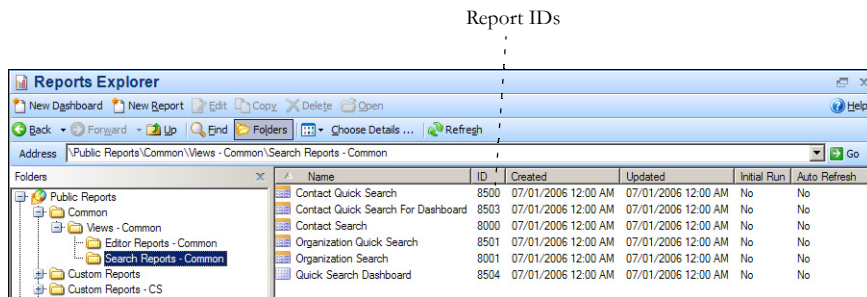 Report IDs
Reports Explorer
New Dashboard New Report Edit Copy Delete Open Help
Back Forward Up Find Folders Choose Details ... Refresh
Address \Public Reports\Common\Views - Common\Search Reports - Common Go
Folders Name ID Created Updated Initial Run Auto Refresh
Public Reports Contact Quick Search 8500 07/01/2006 12:00 AM 07/01/2006 12:00 AM No No
Common Contact Quick Search For Dashboard 8503 07/01/2006 12:00 AM 07/01/2006 12:00 AM No No
Views - Common Contact Search 8000 07/01/2006 12:00 AM 07/01/2006 12:00 AM No No
Editor Reports - Common Organization Quick Search 8501 07/01/2006 12:00 AM 07/01/2006 12:00 AM No No
Search Reports - Common Organization Search 8001 07/01/2006 12:00 AM 07/01/2006 12:00 AM No No
Custom Reports Quick Search Dashboard 8504 07/01/2006 12:00 AM 07/01/2006 12:00 AM No No
Custom Reports - CS